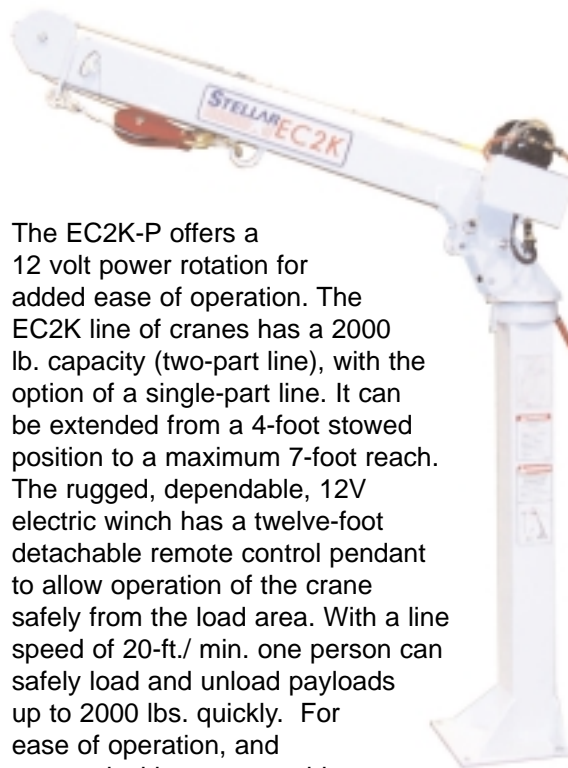 STELLAR EC2K
The EC2K-P offers a
12 volt power rotation for
added ease of operation. The
EC2K line of cranes has a 2000
lb. capacity (two-part line), with the
option of a single-part line. It can
be extended from a 4-foot stowed
position to a maximum 7-foot reach.
The rugged, dependable, 12V
electric winch has a twelve-foot
detachable remote control pendant
to allow operation of the crane
safely from the load area. With a line
speed of 20-ft./ min. one person can
safely load and unload payloads
up to 2000 lbs. quickly. For
ease of operation, and